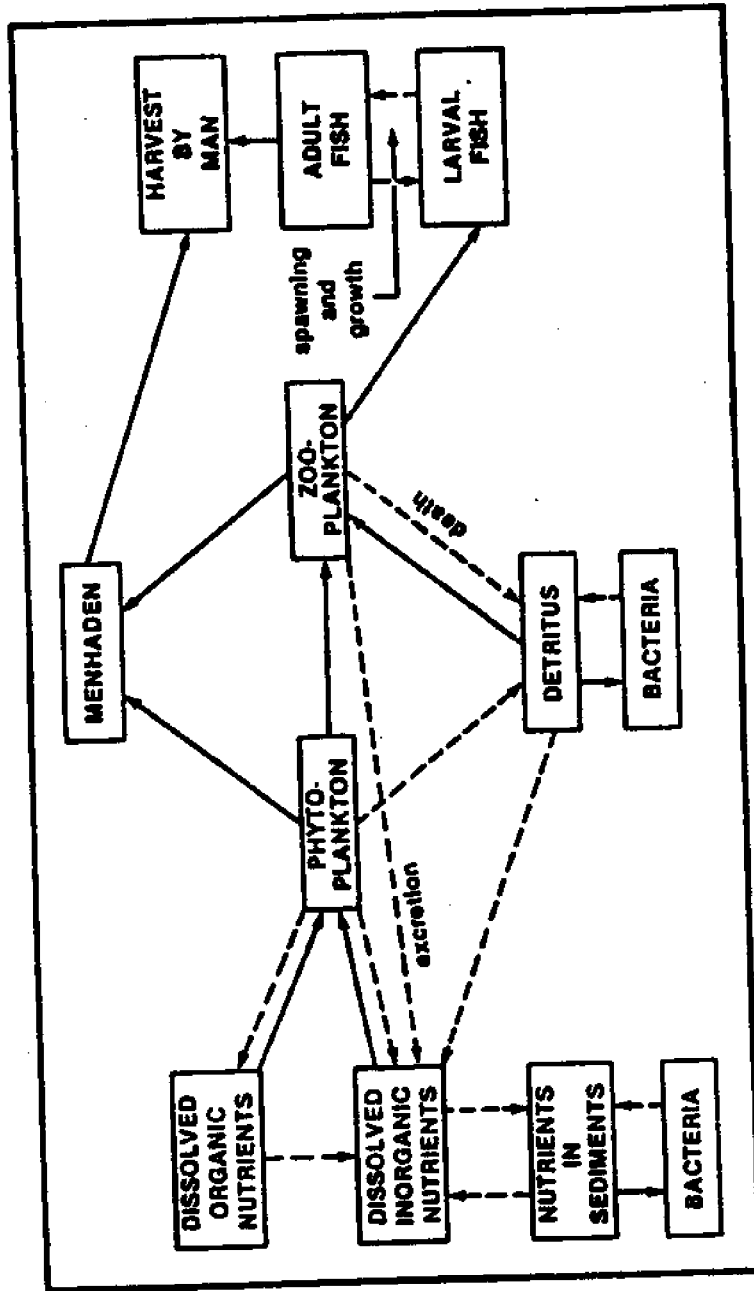 DISSOLVED
ORGANIC
NUTRIENTS
DISSOLVED
INORGANIC
NUTRIENTS
NUTRIENTS
IN
SEDIMENTS
BACTERIA
excretion
PHYTO-
PLANKTON
MENHADEN
ZOO-
PLANKTON
death
DETRITUS
BACTERIA
HARVEST
BY
MAN
spawning
and
growth
ADULT
FISH
LARVAL
FISH